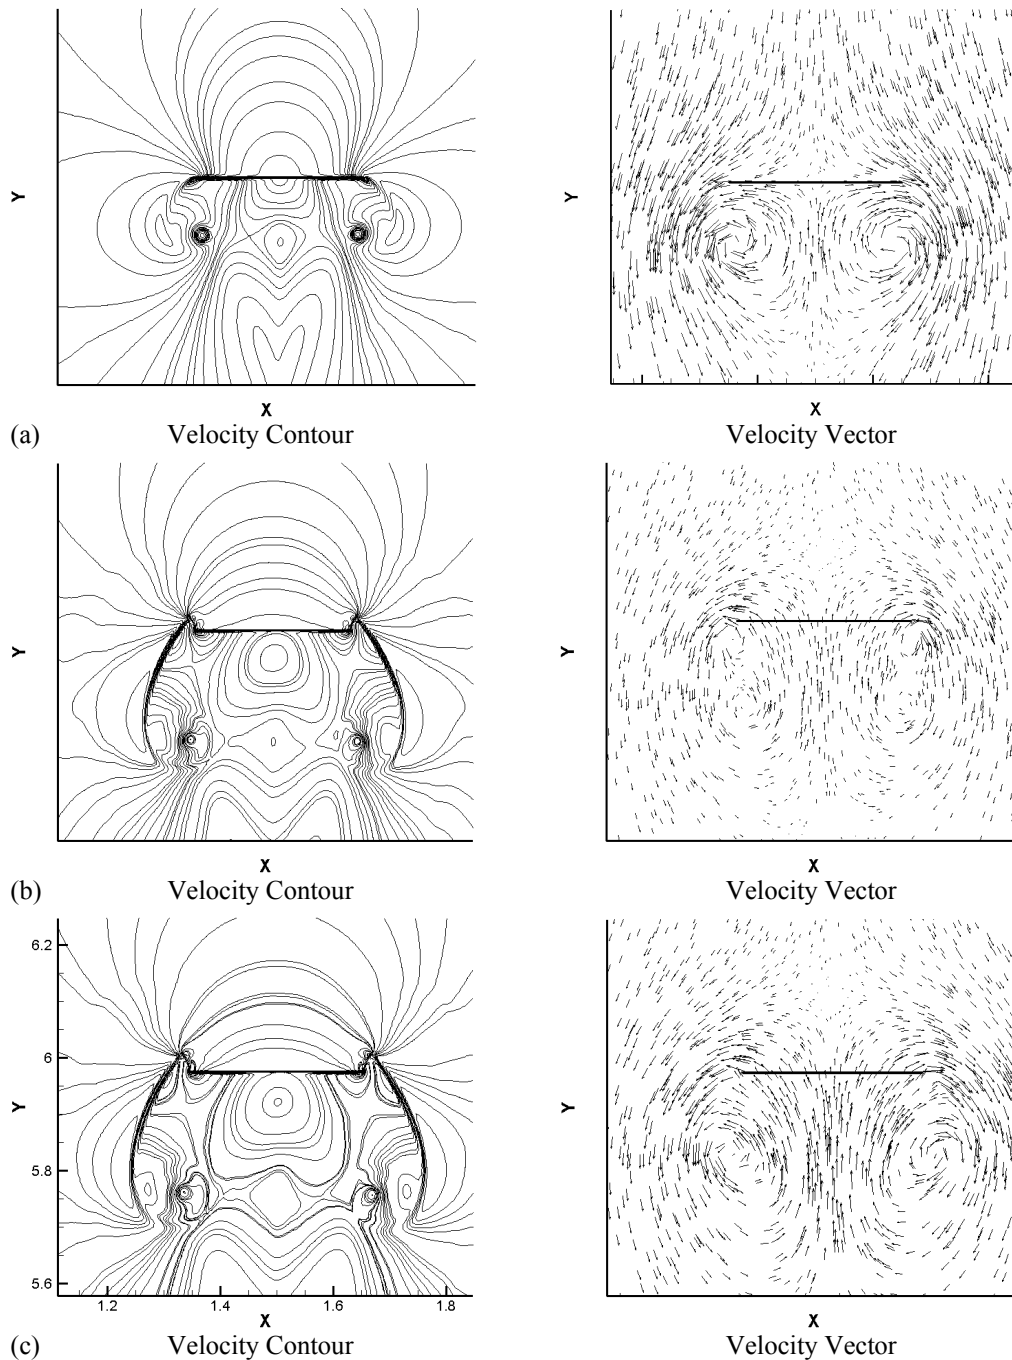 Y
X
Y
X
(a) Velocity Contour Velocity Vector
Y
X
Y
X
(b) Velocity Contour Velocity Vector
6.2
6
5.8
5.6
Y
1.2 1.4 1.6 1.8
X
Y
X
(c) Velocity Contour Velocity Vector